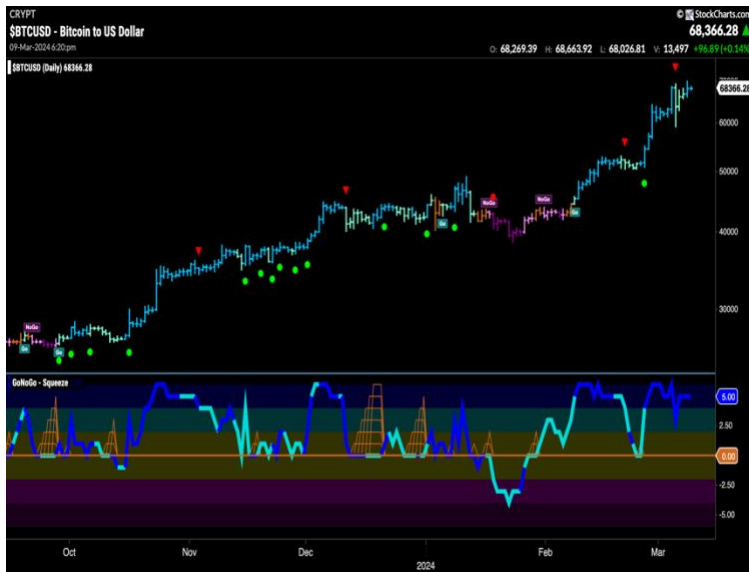 CRYPT
© StockCharts.com
$BTCUSD - Bitcoin to US Dollar
68,366.28
09-Mar-2024 6:20pm
O: 68,269.39 H: 68,663.92 L: 68,026.81 V: 13,497 +96.89 (+0.14%)
$BTCUSD (Daily) 68366.28
68366.28
60000
50000
NoGo
NoGo
Go
Go
40000
30000
NoGo
Go
Go
GoNoGo - Squeeze
5.00
2.50
0.00
-2.50
-5.00
Oct Nov Dec Feb Mar
2024